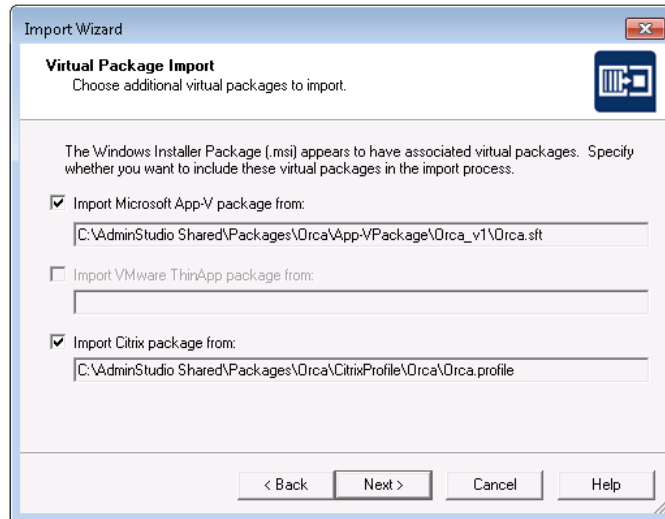 Import Wizard
Virtual Package Import
Choose additional virtual packages to import.
The Windows Installer Package (.msi) appears to have associated virtual packages. Specify
whether you want to include these virtual packages in the import process.
Import Microsoft App-V package from:
C:\AdminStudio Shared\Packages\Orca\App-VPackage\Orca_v1\Orca.sft
Import VMware ThinApp package from:
Import Citrix package from:
C:\AdminStudio Shared\Packages\Orca\CitrixProfile\Orca\Orca.profile
< Back Next > Cancel Help